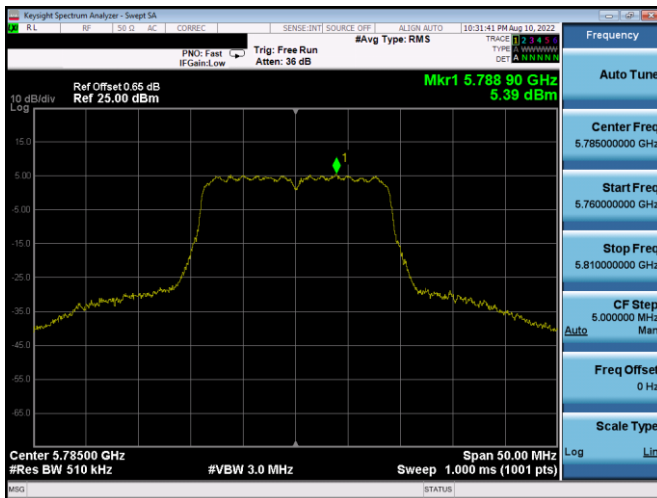 Keysight Spectrum Analyzer - Swept SA
RL RF 50 Ω AC CORREC SENSE:INT SOURCE OFF ALIGN AUTO 10:31:41 PM Aug 10, 2022
#Avg Type: RMS
TRACE 1 2 3 4 5 6
PNO: Fast Trig: Free Run
TYPE A WWWWW
IFGain:Low Atten: 36 dB
DET A N N N N N
Mkr1 5.788 90 GHz
5.39 dBm
Ref Offset 0.65 dB
10 dB/div Ref 25.00 dBm
Log
1
15.0
5.00
-5.00
-15.0
-25.0
-35.0
-45.0
-55.0
-65.0
Center 5.78500 GHz Span 50.00 MHz
#Res BW 510 kHz #VBW 3.0 MHz Sweep 1.000 ms (1001 pts)
MSG STATUS
Frequency
Auto Tune
Center Freq
5.785000000 GHz
Start Freq
5.760000000 GHz
Stop Freq
5.810000000 GHz
CF Step
5.000000 MHz
Auto Man
Freq Offset
0 Hz
Scale Type
Log Lin